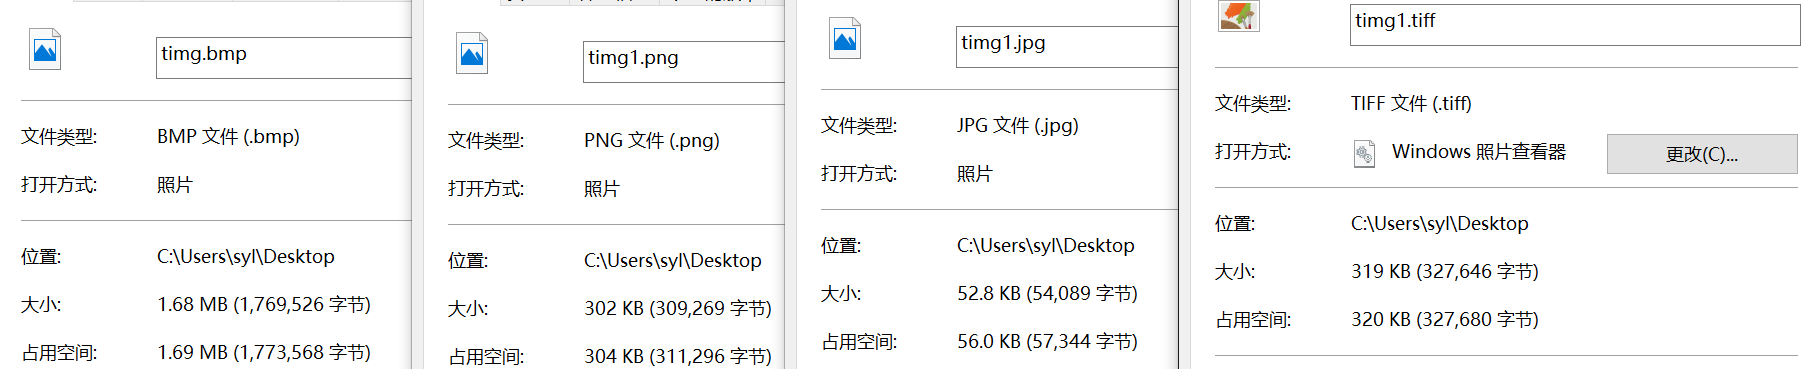 timg.bmp
文件类型: BMP 文件 (.bmp)
打开方式: 照片
位置: C:\Users\syl\Desktop
大小: 1.68 MB (1,769,526 字节)
占用空间: 1.69 MB (1,773,568 字节)
timg1.png
文件类型: PNG 文件 (.png)
打开方式: 照片
位置: C:\Users\syl\Desktop
大小: 302 KB (309,269 字节)
占用空间: 304 KB (311,296 字节)
timg1.jpg
文件类型: JPG 文件 (.jpg)
打开方式: 照片
位置: C:\Users\syl\Desktop
大小: 52.8 KB (54,089 字节)
占用空间: 56.0 KB (57,344 字节)
timg1.tiff
文件类型: TIFF 文件 (.tiff)
打开方式: Windows 照片查看器 更改(C)...
位置: C:\Users\syl\Desktop
大小: 319 KB (327,646 字节)
占用空间: 320 KB (327,680 字节)